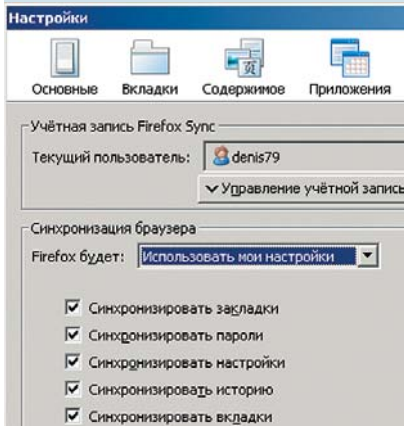 Настройки
Основные Вкладки Содержимое Приложения
Учётная запись Firefox Sync
Текущий пользователь: denis79
Управление учётной запись
Синхронизация браузера
Firefox будет: Использовать мои настройки
Синхронизировать закладки
Синхронизировать пароли
Синхронизировать настройки
Синхронизировать историю
Синхронизировать вкладки